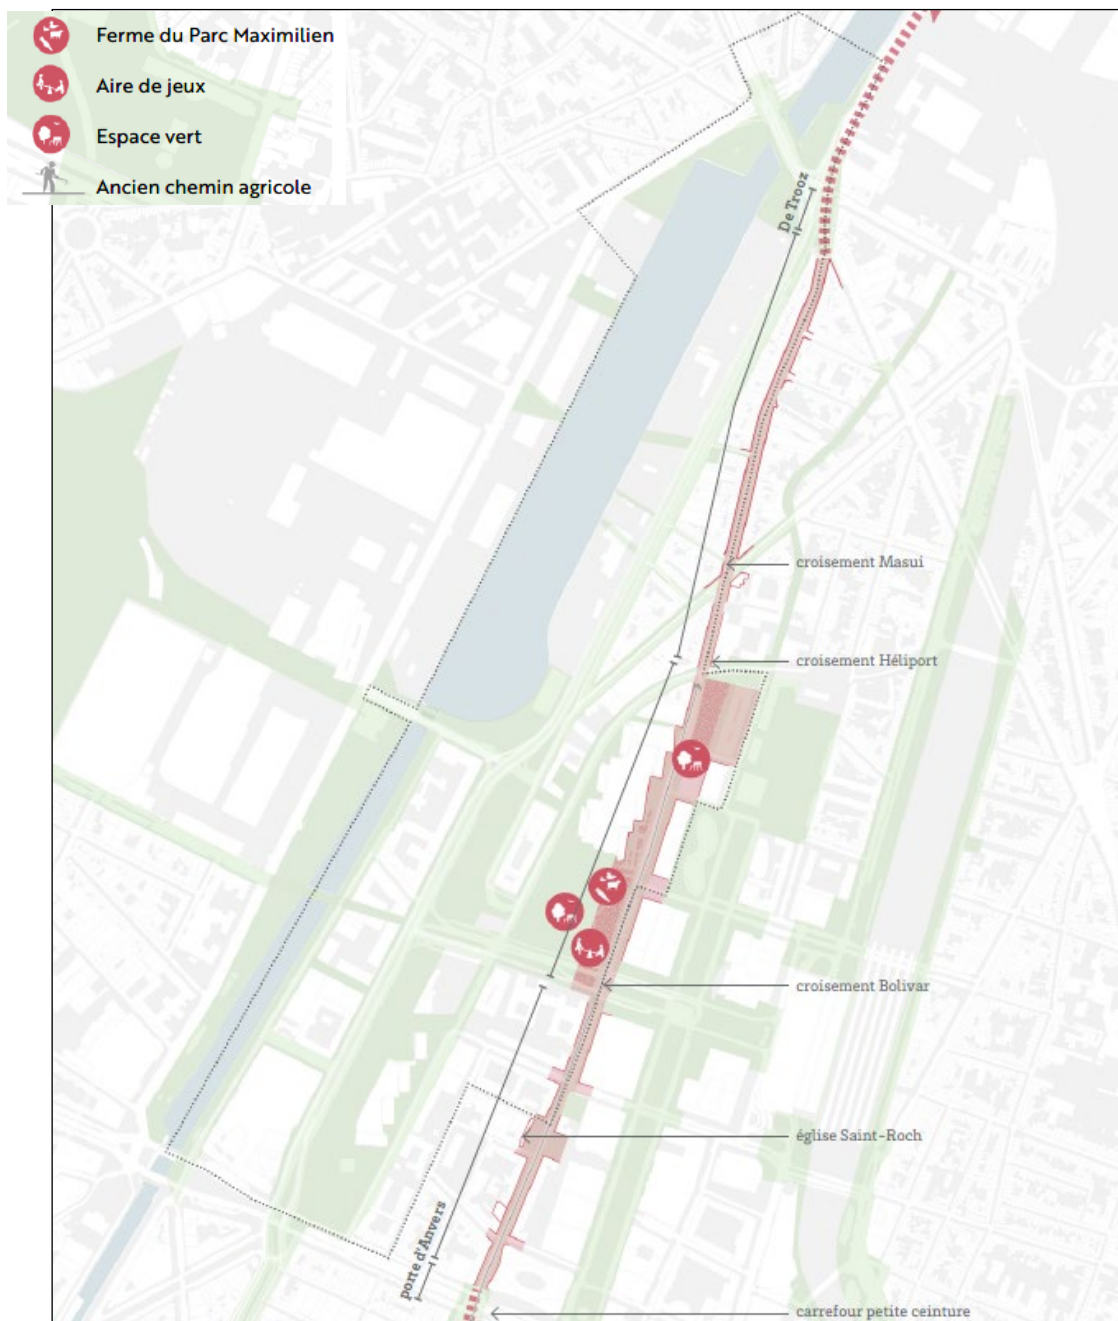 Ferme du Parc Maximilien
Aire de jeux
Espace vert
Ancien chemin agricole
De Trooz
croisement Masui
croisement Héliport
croisement Bolivar
église Saint-Roch
porte d'Anvers
carrefour petite ceinture